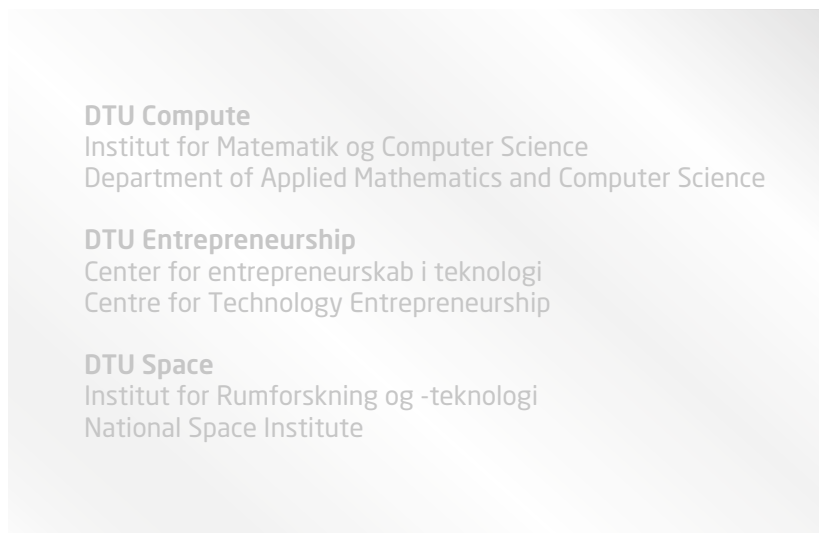 DTU Compute
Institut for Matematik og Computer Science
Department of Applied Mathematics and Computer Science
DTU Entrepreneurship
Center for entrepreneurskab i teknologi
Centre for Technology Entrepreneurship
DTU Space
Institut for Rumforskning og -teknologi
National Space Institute